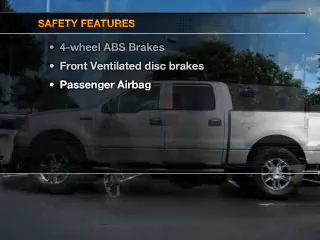 SAFETY FEATURES
• 4-wheel ABS Brakes
• Front Ventilated disc brakes
• Passenger Airbag